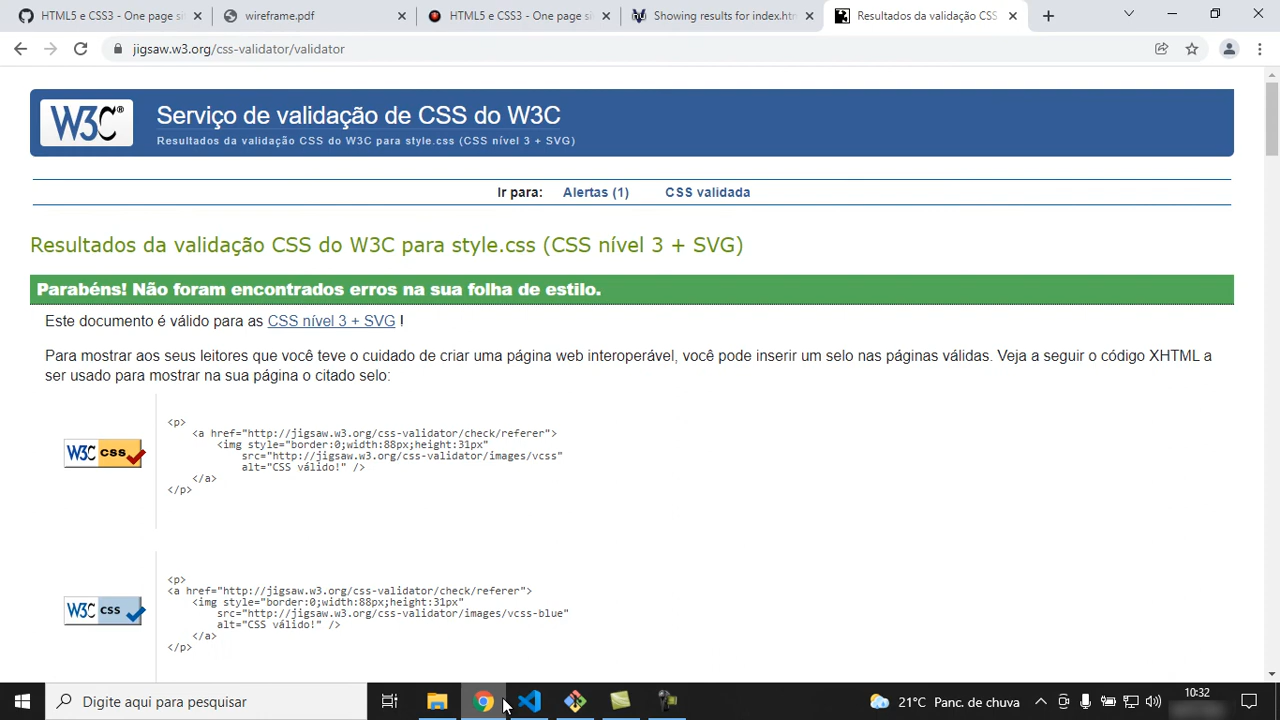 HTML5 e CSS3 - One page si
wireframe.pdf
HTML5 e CSS3 - One page si
Showing results for index.htm
Resultados da validação CSS
jigsaw.w3.org/css-validator/validator
W3C®
Serviço de validação de CSS do W3C
Resultados da validação CSS do W3C para style.css (CSS nível 3 + SVG)
Ir para: Alertas (1) CSS validada
Resultados da validação CSS do W3C para style.css (CSS nível 3 + SVG)
Parabéns! Não foram encontrados erros na sua folha de estilo.
Este documento é válido para as CSS nível 3 + SVG !
Para mostrar aos seus leitores que você teve o cuidado de criar uma página web interoperável, você pode inserir um selo nas páginas válidas. Veja a seguir o código XHTML a
ser usado para mostrar na sua página o citado selo:
W3C css
<p>
<a href="http://jigsaw.w3.org/css-validator/check/referer">
<img style="border:0;width:88px;height:31px"
src="http://jigsaw.w3.org/css-validator/images/vcss"
alt="CSS válido!" />
</a>
</p>
W3C css
<p>
<a href="http://jigsaw.w3.org/css-validator/check/referer">
<img style="border:0;width:88px;height:31px"
src="http://jigsaw.w3.org/css-validator/images/vcss-blue"
alt="CSS válido!" />
</a>
</p>
Digite aqui para pesquisar
21°C Panc. de chuva
10:32